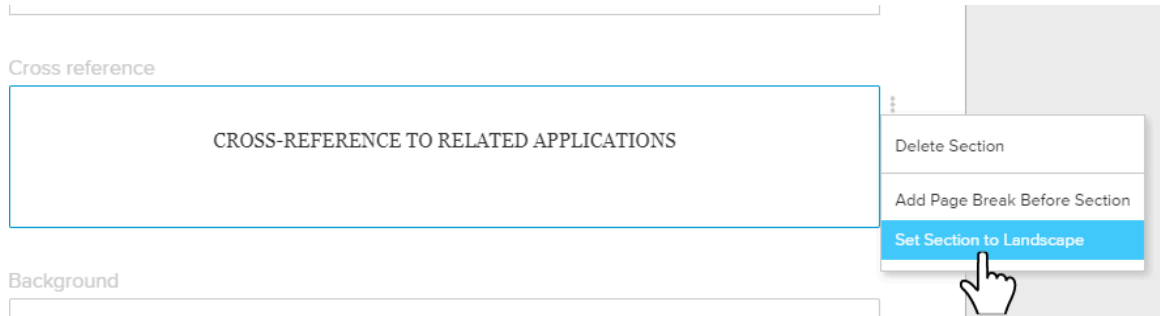 Cross reference
CROSS-REFERENCE TO RELATED APPLICATIONS
Delete Section
Add Page Break Before Section
Set Section to Landscape
Background